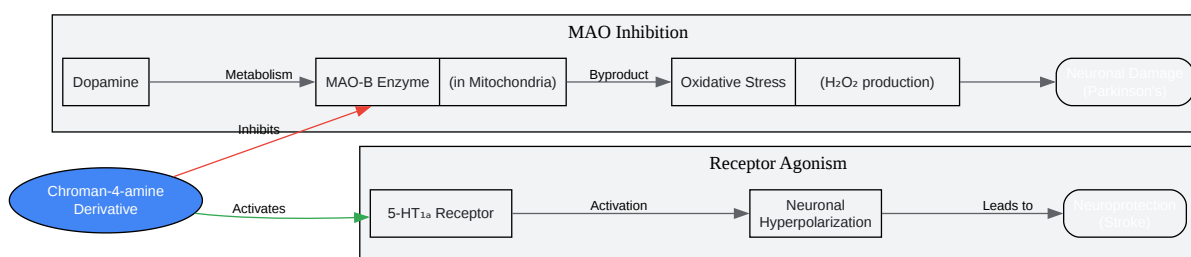 MAO Inhibition
Dopamine
Metabolism
MAO-B Enzyme
(in Mitochondria)
Byproduct
Oxidative Stress
(H₂O₂ production)
Neuronal Damage
(Parkinson's)
Inhibits
Chroman-4-amine
Derivative
Activates
Receptor Agonism
5-HT₁ₐ Receptor
Activation
Neuronal
Hyperpolarization
Leads to
Neuroprotection
(Stroke)